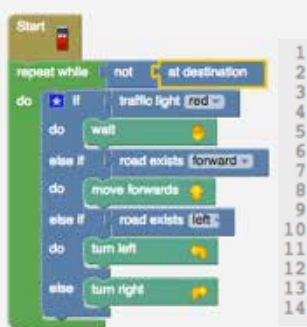 Start
repeat while not at destination
do if traffic light red
do wait
else if road exists forward
do move forwards
else if road exists left
do turn left
else turn right
1
2
3
4
5
6
7
8
9
10
11
12
13
14